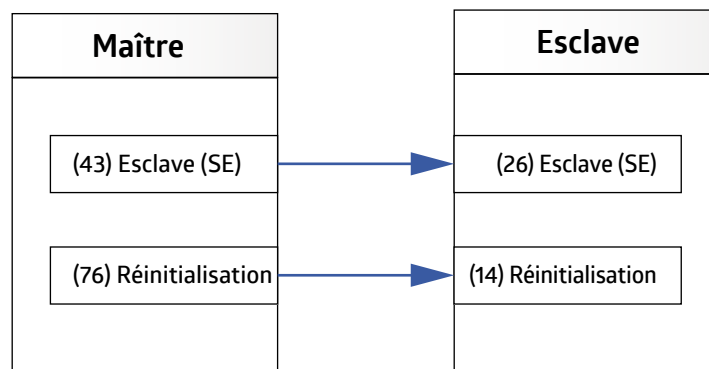 Maître
Esclave
(43) Esclave (SE)
(26) Esclave (SE)
(76) Réinitialisation
(14) Réinitialisation